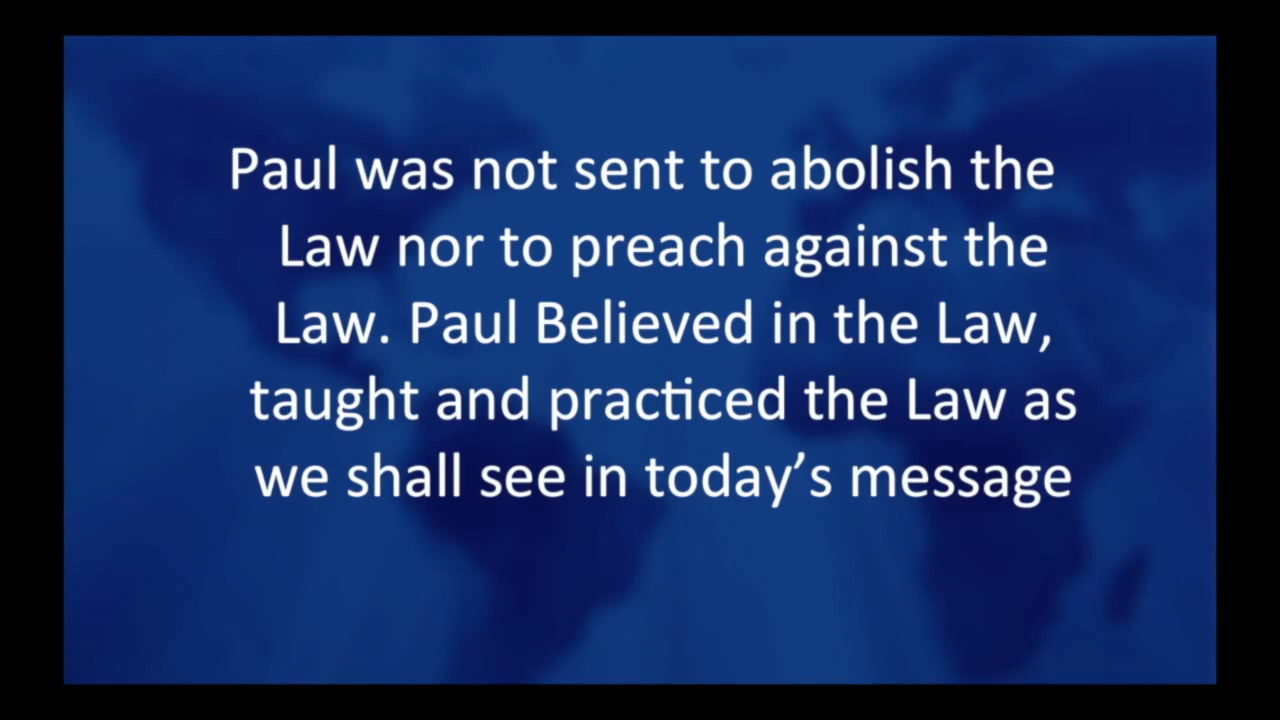 Paul was not sent to abolish the
Law nor to preach against the
Law. Paul Believed in the Law,
taught and practiced the Law as
we shall see in today’s message